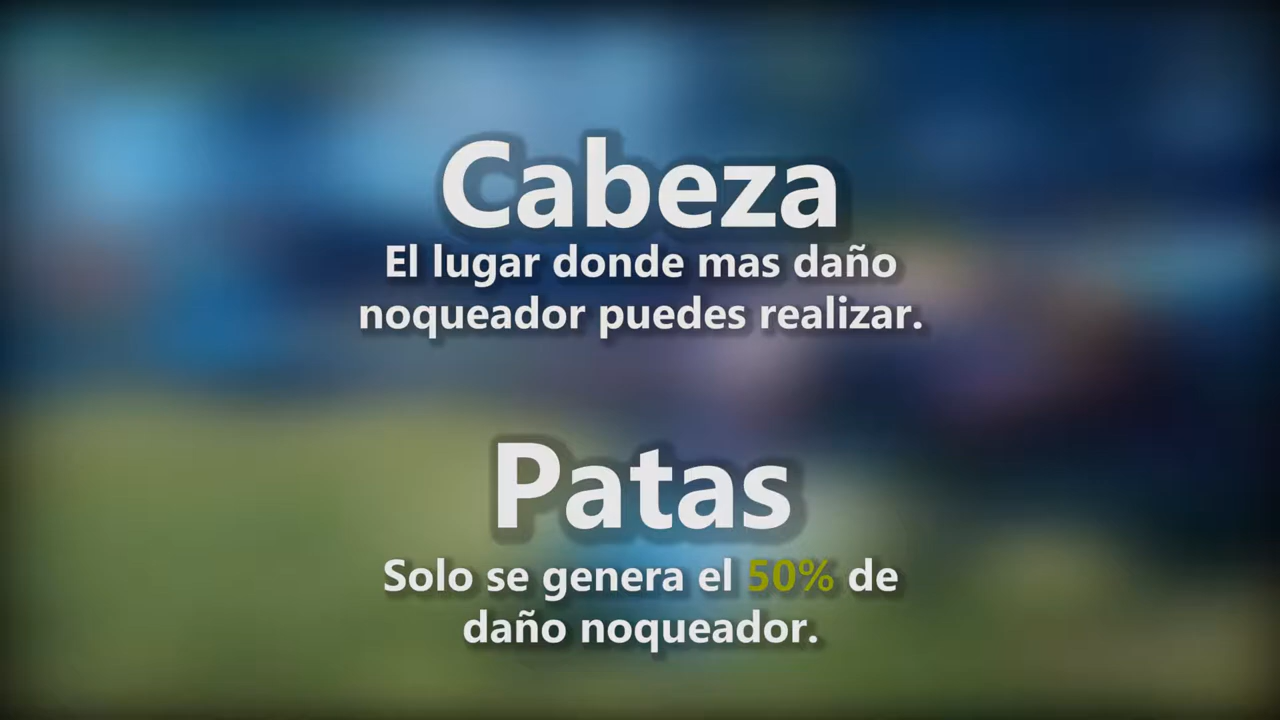 Cabeza
El lugar donde mas daño
noqueador puedes realizar.
Patas
Solo se genera el 50% de
daño noqueador.